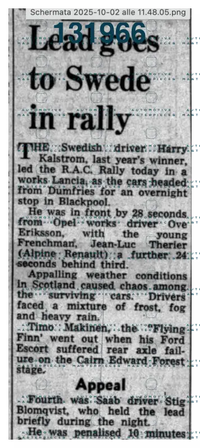 Schermata 2025-10-02 alle 11.48.05.png
131966
Lead goes
to Swede
in rally
THE Swedish driver Harry
Kalstrom, last year's winner,
led the R.A.C. Rally today in a
works Lancia, as the cars headed
from Dumfries for an overnight
stop in Blackpool.
He was in front by 28 seconds
from Opel works driver Ove
Eriksson, with the young
Frenchman, Jean-Luc Therier
(Alpine Renault) a further 24
seconds behind third.
Appalling weather conditions
in Scotland caused chaos among
the surviving cars. Drivers
faced a mixture of frost, fog
and heavy rain.
Timo Makinen, the "Flying
Finn' went out when his Ford
Escort suffered rear axle fail-
ure on the Cairn Edward Forest
stage.
Appeal
Fourth was Saab driver Stig
Blomqvist, who held the lead
briefly during the night.
He was penalised 10 minutes